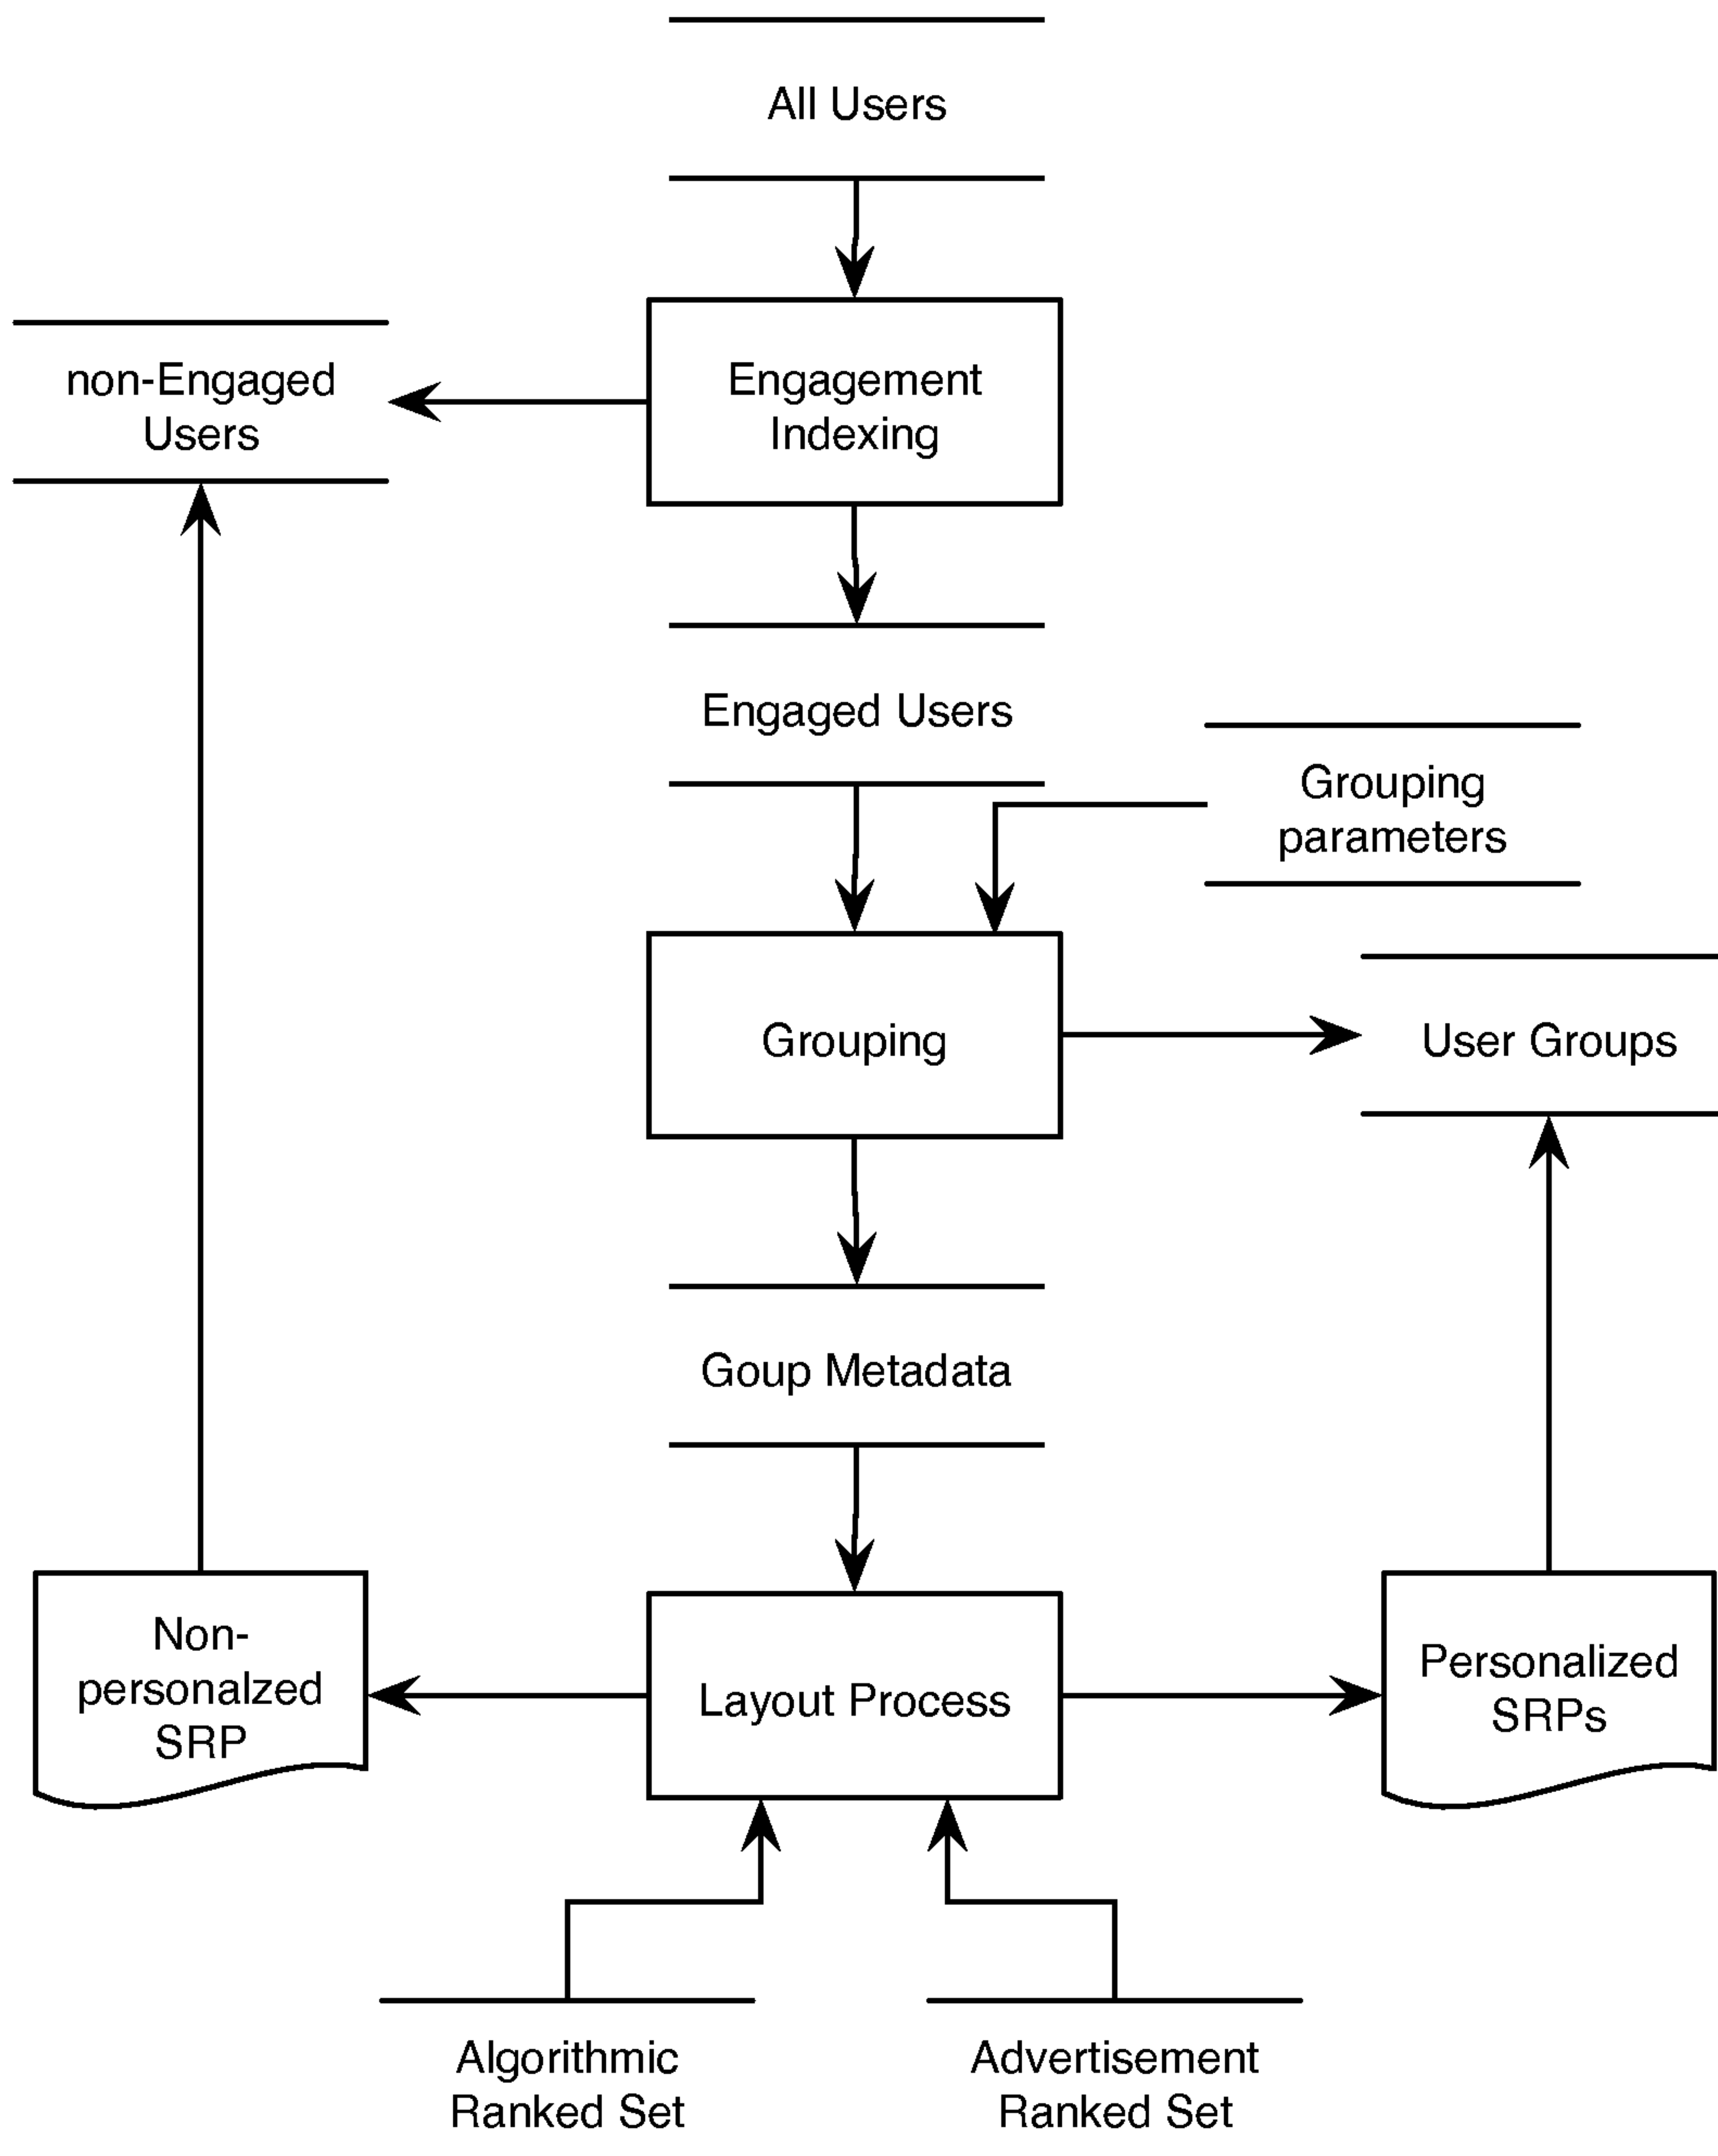 All Users
non-Engaged
Users
Engagement
Indexing
Engaged Users
Grouping
parameters
Grouping
User Groups
Goup Metadata
Non-
personalzed
SRP
Layout Process
Personalized
SRPs
Algorithmic
Ranked Set
Advertisement
Ranked Set